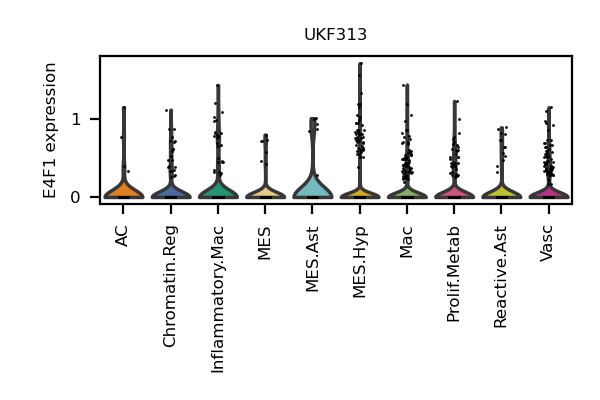 UKF313
E4F1 expression
1
0
AC
Chromatin.Reg
Inflammatory.Mac
MES
MES.Ast
MES.Hyp
Mac
Prolif.Metab
Reactive.Ast
Vasc